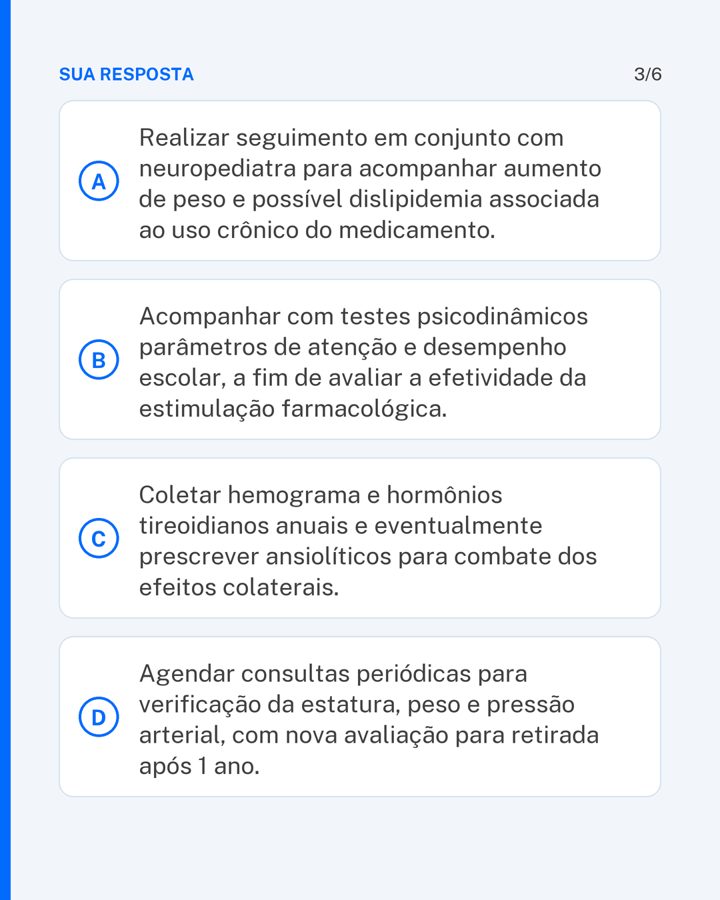 SUA RESPOSTA
3/6
A
Realizar seguimento em conjunto com
neuropediatra para acompanhar aumento
de peso e possível dislipidemia associada
ao uso crônico do medicamento.
B
Acompanhar com testes psicodinâmicos
parâmetros de atenção e desempenho
escolar, a fim de avaliar a efetividade da
estimulação farmacológica.
C
Coletar hemograma e hormônios
tireoidianos anuais e eventualmente
prescrever ansiolíticos para combate dos
efeitos colaterais.
D
Agendar consultas periódicas para
verificação da estatura, peso e pressão
arterial, com nova avaliação para retirada
após 1 ano.